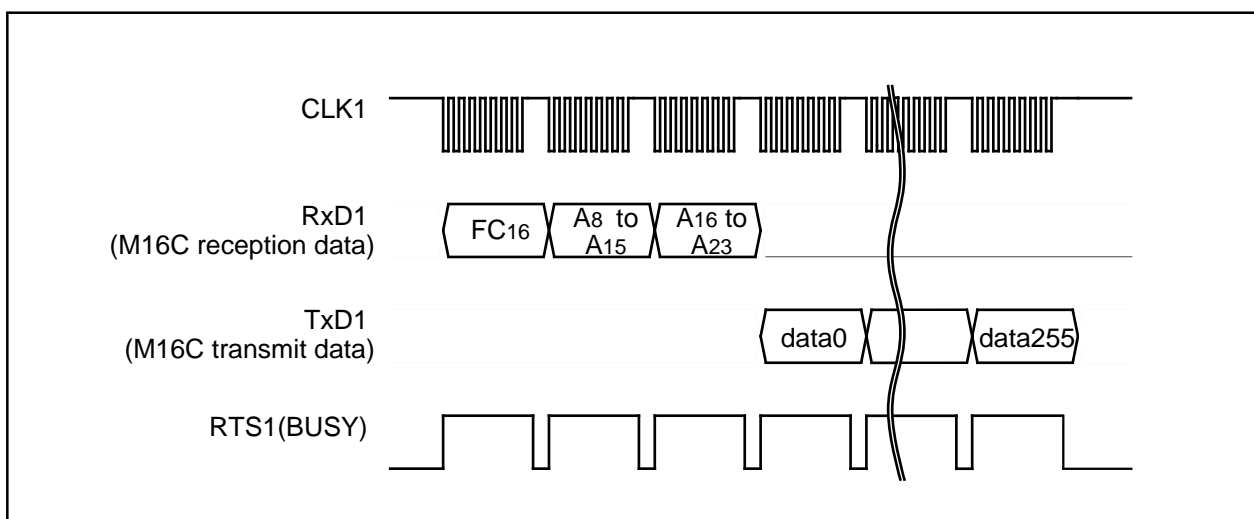 CLK1
RxD1
(M16C reception data)
FC16
A8 to
A15
A16 to
A23
TxD1
(M16C transmit data)
data0
data255
RTS1(BUSY)